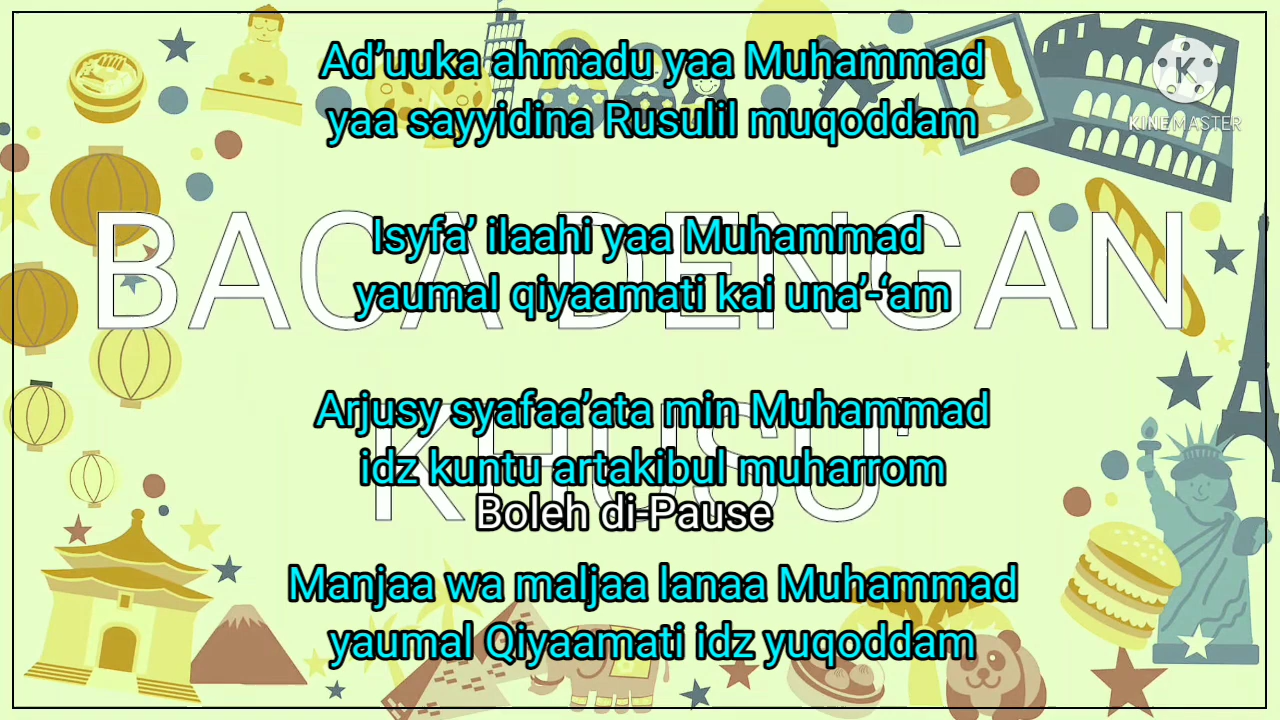 Ad’uuka ahmadu yaa Muhammad
yaa sayyidina Rusulil muqoddam
KINEMASTER
BACA DENGAN
Isyfa’ ilaahi yaa Muhammad
yaumal qiyaamati kai una’-‘am
Arjusy syafaa’ata min Muhammad
idz kuntu artakibul muharrom
KHUSU'
Boleh di-Pause
Manjaa wa maljaa lanaa Muhammad
yaumal Qiyaamati idz yuqoddam